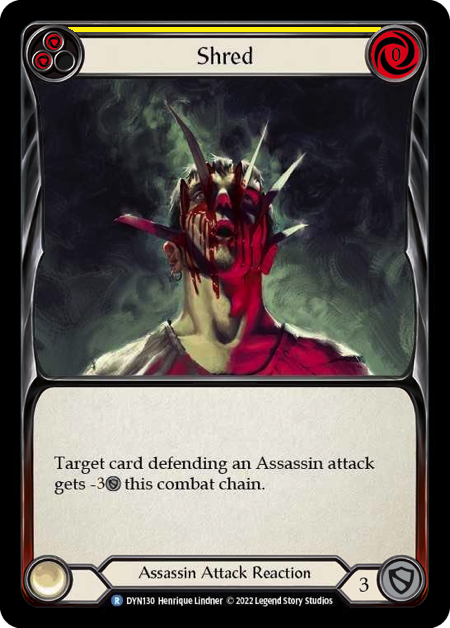 0
Shred
Target card defending an Assassin attack
gets -3 this combat chain.
Assassin Attack Reaction
3
R DYN130 Henrique Lindner © 2022 Legend Story Studios